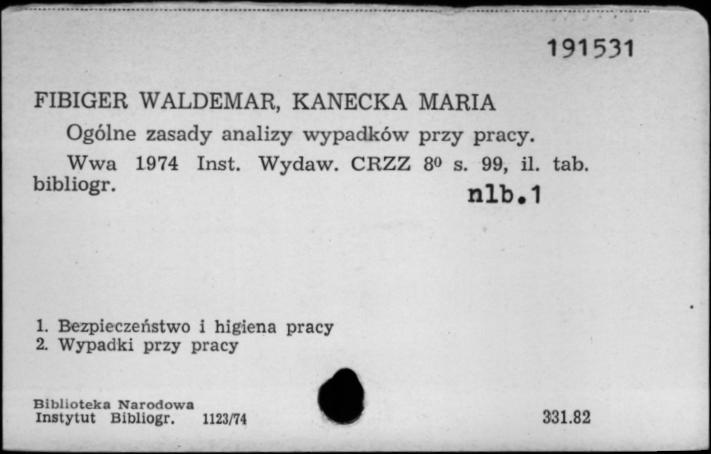 191531
FIBIGER WALDEMAR, KANECKA MARIA
Ogólne zasady analizy wypadków przy pracy.
Wwa 1974 Inst. Wydaw. CRZZ 8º s. 99, il. tab.
bibliogr.
nlb.1
1. Bezpieczeństwo i higiena pracy
2. Wypadki przy pracy
Biblioteka Narodowa
Instytut Bibliogr. 1123/74
331.82